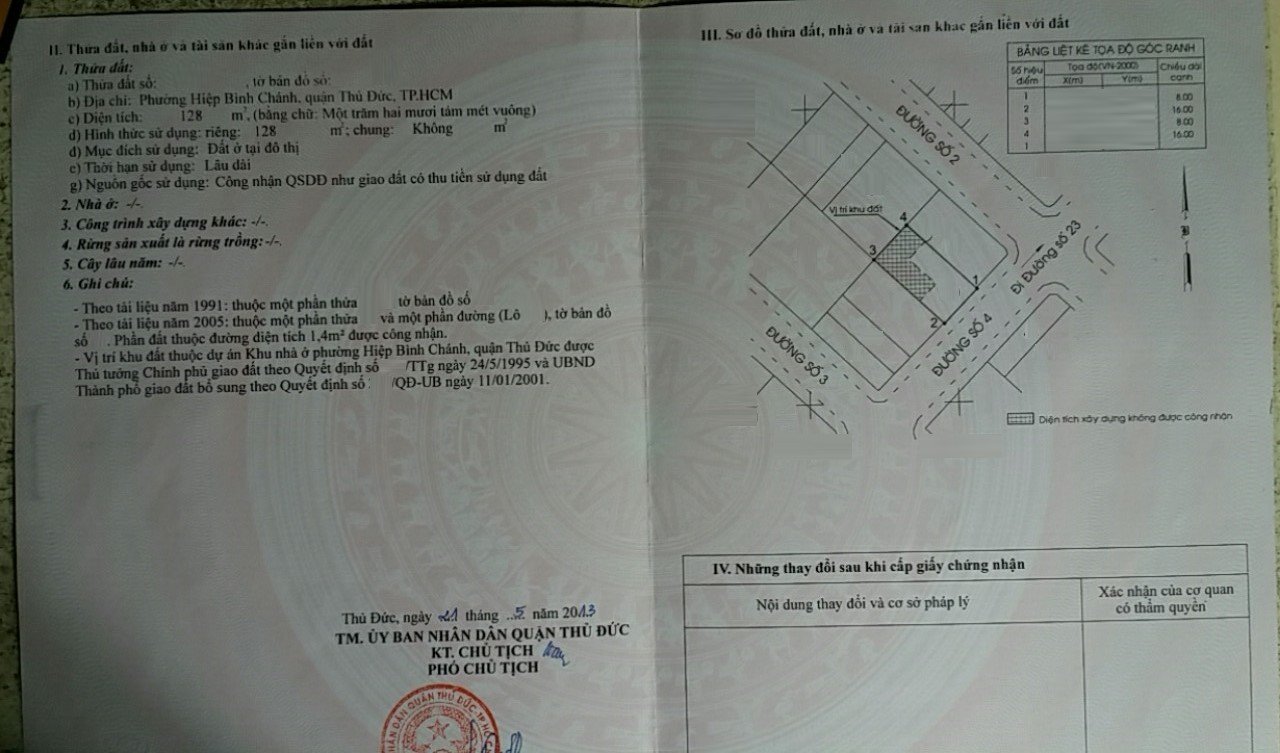 II. Thửa đất, nhà ở và tài sản khác gắn liền với đất
1. Thửa đất:
a) Thửa đất số: , tờ bản đồ số:
b) Địa chỉ: Phường Hiệp Bình Chánh, quận Thủ Đức, TP.HCM
c) Diện tích: 128 m², (bằng chữ: Một trăm hai mươi tám mét vuông)
d) Hình thức sử dụng: riêng: 128 m²; chung: Không m²
đ) Mục đích sử dụng: Đất ở tại đô thị
e) Thời hạn sử dụng: Lâu dài
g) Nguồn gốc sử dụng: Công nhận QSDĐ như giao đất có thu tiền sử dụng đất
2. Nhà ở: -/-.
3. Công trình xây dựng khác: -/-.
4. Rừng sản xuất là rừng trồng:-/-.
5. Cây lâu năm: -/-.
6. Ghi chú:
- Theo tài liệu năm 1991: thuộc một phần thửa tờ bản đồ số
- Theo tài liệu năm 2005: thuộc một phần thửa và một phần đường (Lô ), tờ bản đồ
số . Phần đất thuộc đường diện tích 1,4m² được công nhận.
- Vị trí khu đất thuộc dự án Khu nhà ở phường Hiệp Bình Chánh, quận Thủ Đức được
Thủ tướng Chính phủ giao đất theo Quyết định số /TTg ngày 24/5/1995 và UBND
Thành phố giao đất bổ sung theo Quyết định số /QĐ-UB ngày 11/01/2001.
Thủ Đức, ngày 21 tháng ..5. năm 2013
TM. ỦY BAN NHÂN DÂN QUẬN THỦ ĐỨC
KT. CHỦ TỊCH
PHÓ CHỦ TỊCH
NHÂN DÂN QUẬN THỦ ĐỨC-TP.HỒ
III. Sơ đồ thửa đất, nhà ở và tài sản khác gắn liền với đất
BẢNG LIỆT KÊ TỌA ĐỘ GÓC RANH
Số hiệu điểm Tọa độ(VN-2000) Chiều dài cạnh
X(m) Y(m)
1 8.00
2 16.00
3 8.00
4 16.00
1
ĐƯỜNG SỐ 2
Vị trí khu đất
4
3
1
2
ĐI ĐƯỜNG SỐ 23
ĐƯỜNG SỐ 4
ĐƯỜNG SỐ 3
B
Diện tích xây dựng không được công nhận
IV. Những thay đổi sau khi cấp giấy chứng nhận
Nội dung thay đổi và cơ sở pháp lý
Xác nhận của cơ quan
có thẩm quyền